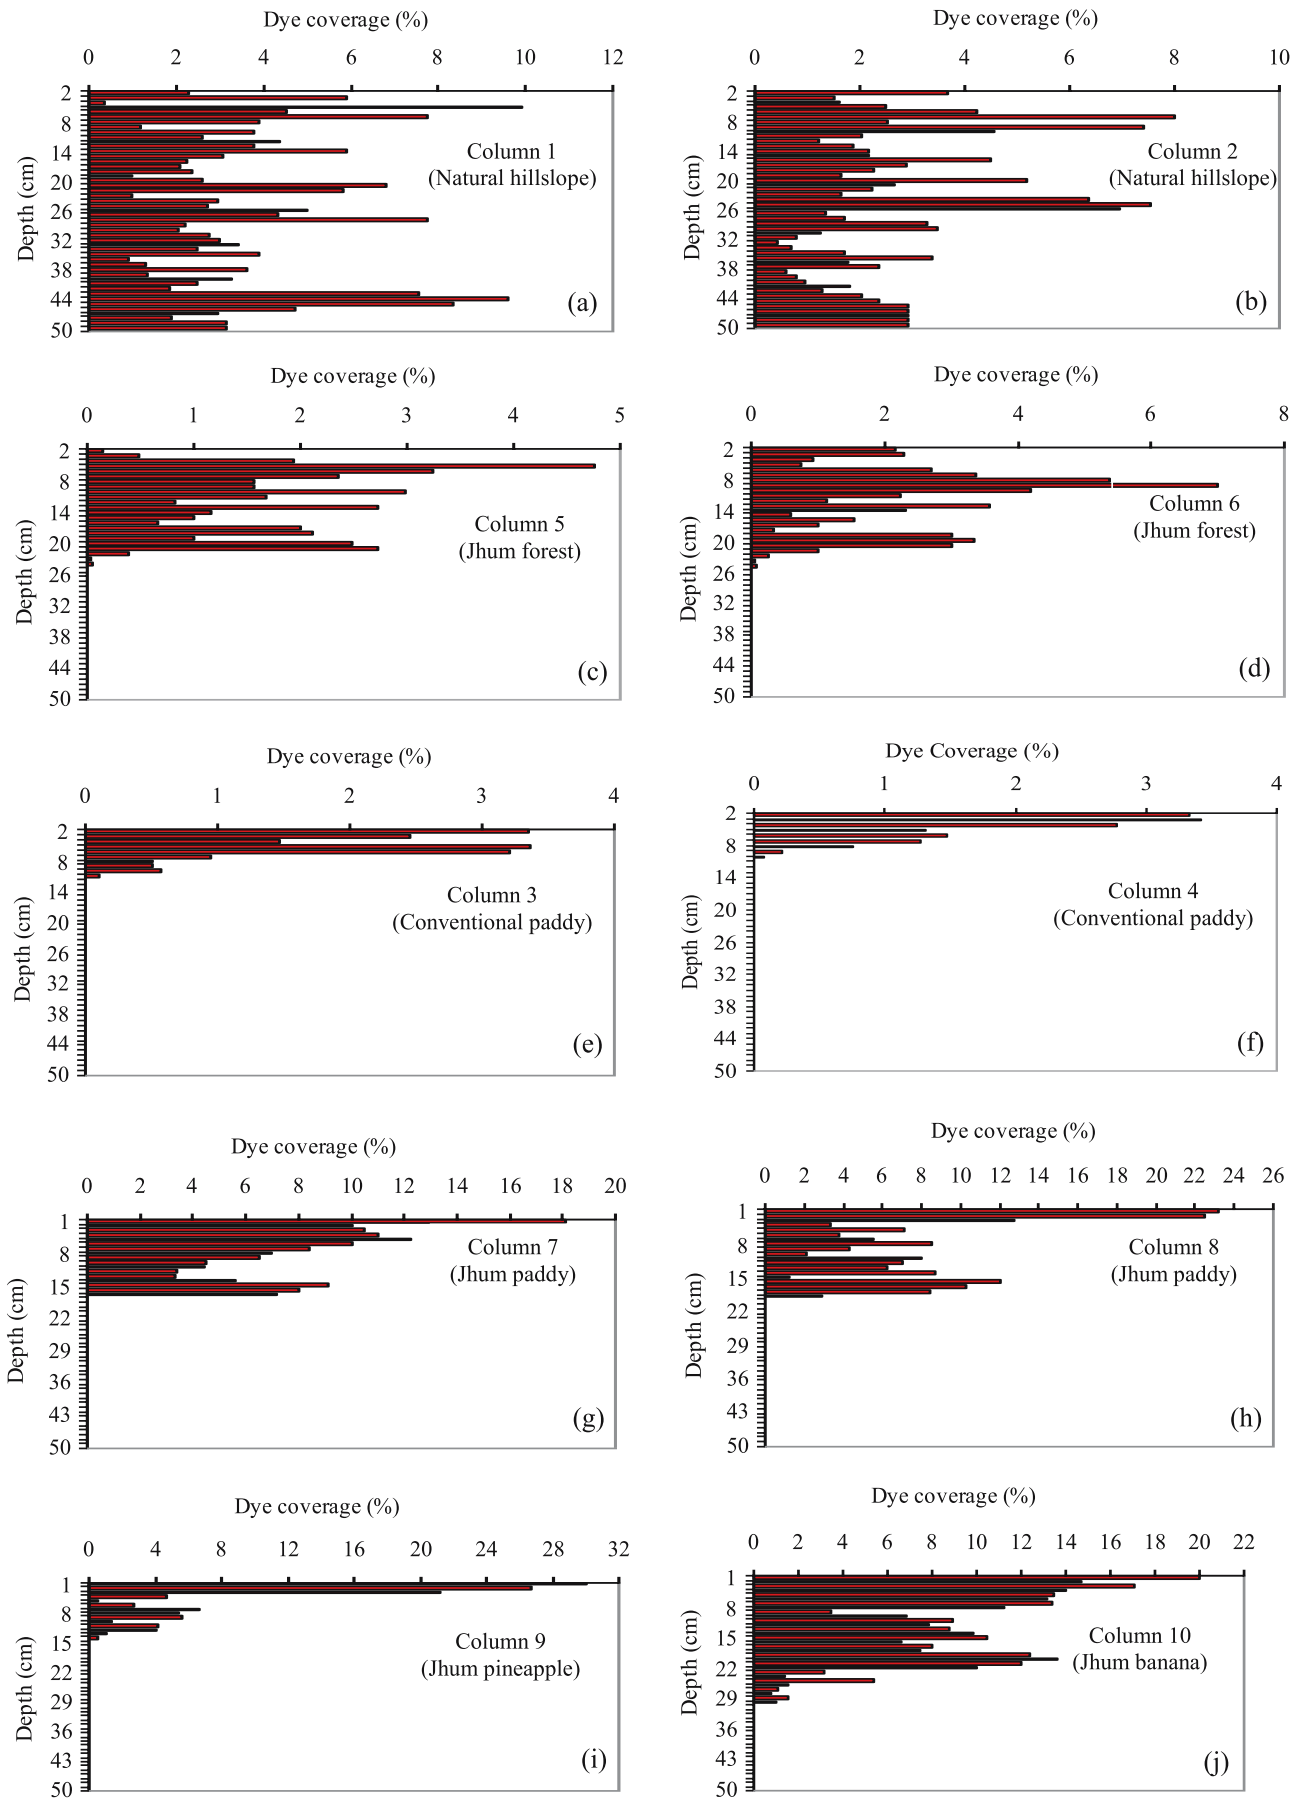 Dye coverage (%)
0 2 4 6 8 10 12
2
8
14
20
26
32
38
44
50
Depth (cm)
Column 1
(Natural hillslope)
(a)
Dye coverage (%)
0 2 4 6 8 10
2
8
14
20
26
32
38
44
50
Depth (cm)
Column 2
(Natural hillslope)
(b)
Dye coverage (%)
0 1 2 3 4 5
2
8
14
20
26
32
38
44
50
Depth (cm)
Column 5
(Jhum forest)
(c)
Dye coverage (%)
0 2 4 6 8
2
8
14
20
26
32
38
44
50
Depth (cm)
Column 6
(Jhum forest)
(d)
Dye coverage (%)
0 1 2 3 4
2
8
14
20
26
32
38
44
50
Depth (cm)
Column 3
(Conventional paddy)
(e)
Dye Coverage (%)
0 1 2 3 4
2
8
14
20
26
32
38
44
50
Depth (cm)
Column 4
(Conventional paddy)
(f)
Dye coverage (%)
0 2 4 6 8 10 12 14 16 18 20
1
8
15
22
29
36
43
50
Depth (cm)
Column 7
(Jhum paddy)
(g)
Dye coverage (%)
0 2 4 6 8 10 12 14 16 18 20 22 24 26
1
8
15
22
29
36
43
50
Depth (cm)
Column 8
(Jhum paddy)
(h)
Dye coverage (%)
0 4 8 12 16 20 24 28 32
1
8
15
22
29
36
43
50
Depth (cm)
Column 9
(Jhum pineapple)
(i)
Dye coverage (%)
0 2 4 6 8 10 12 14 16 18 20 22
1
8
15
22
29
36
43
50
Depth (cm)
Column 10
(Jhum banana)
(j)